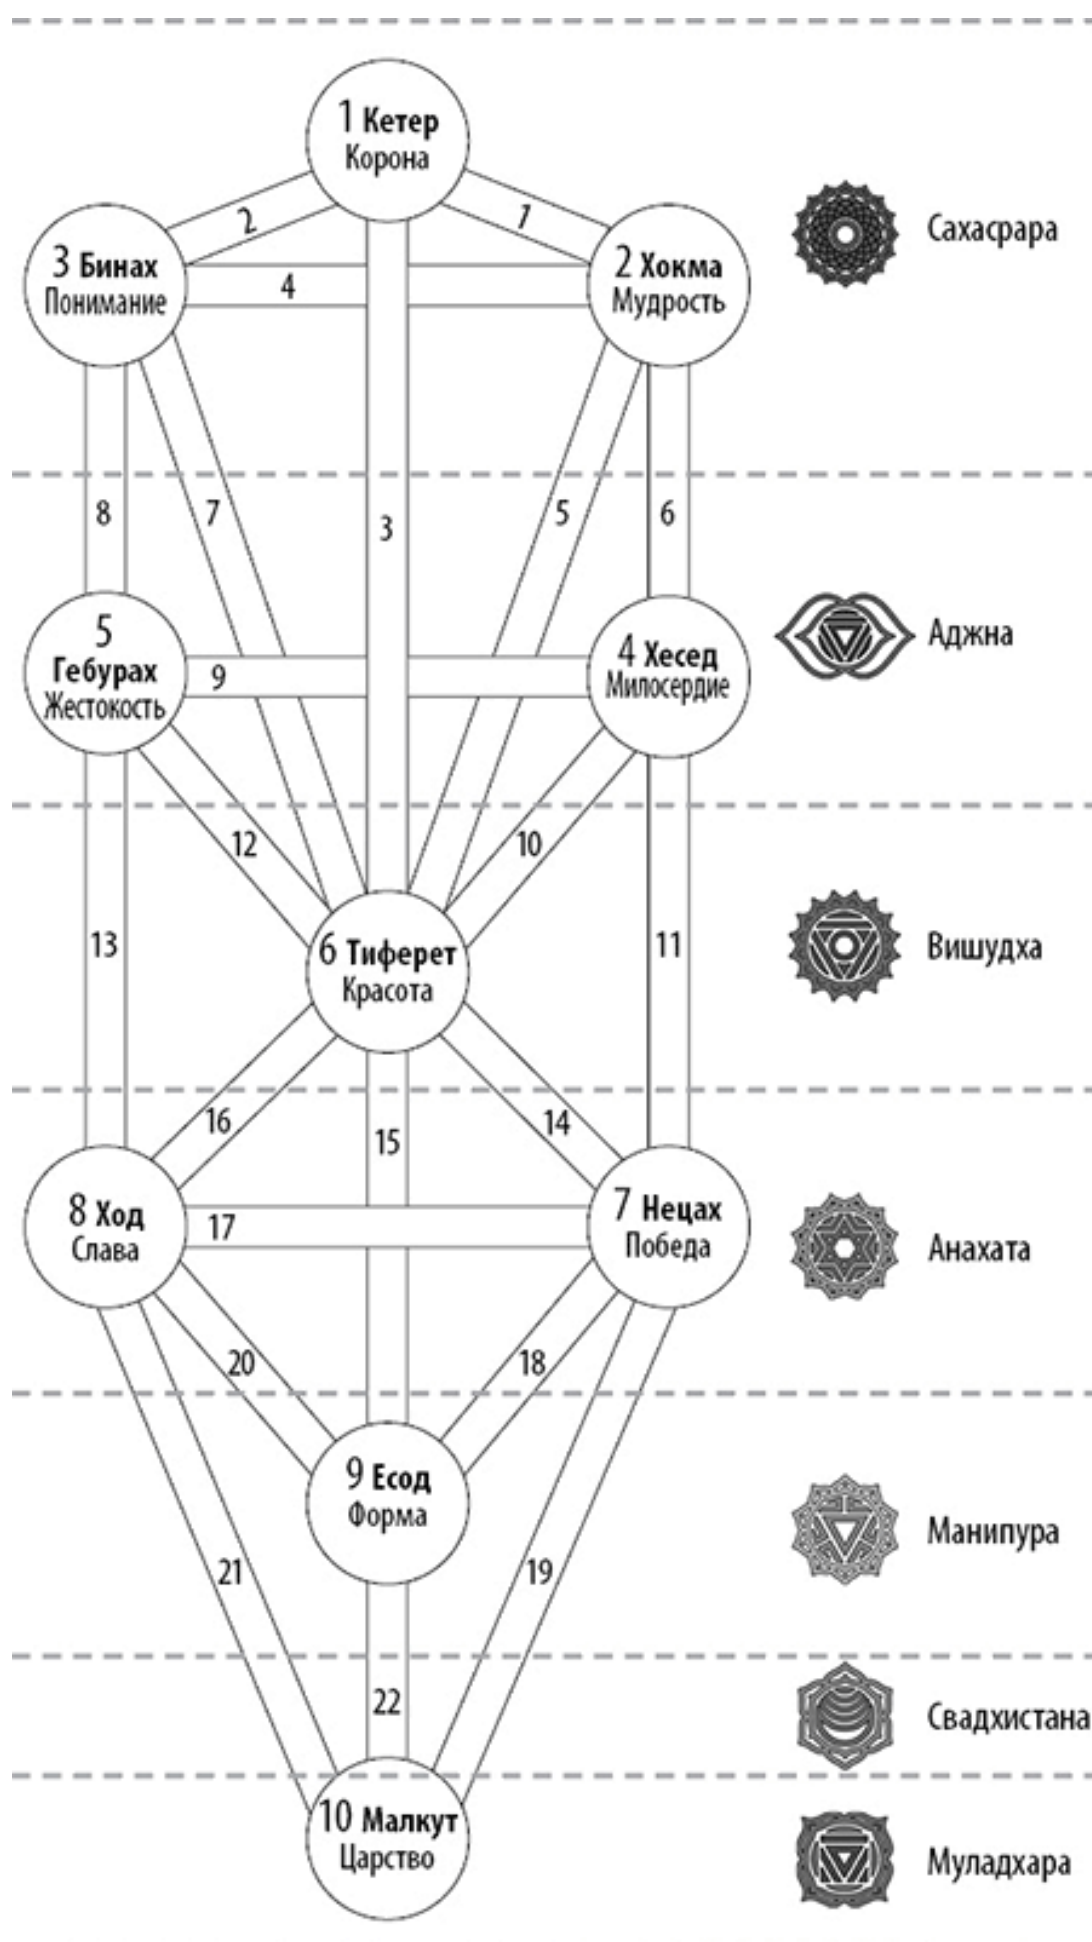 1 Кетер
Корона
2
1
3 Бинах
Понимание
2 Хокма
Мудрость
4
Сахасрара
8
7
3
5
6
5
Гебурах
Жестокость
9
4 Хесед
Милосердие
Аджна
12
10
13
6 Тиферет
Красота
11
Вишудха
16
15
14
8 Ход
Слава
17
7 Нецах
Победа
Анахата
20
18
9 Есод
Форма
21
19
Манипура
22
Свадхистана
10 Малкут
Царство
Муладхара